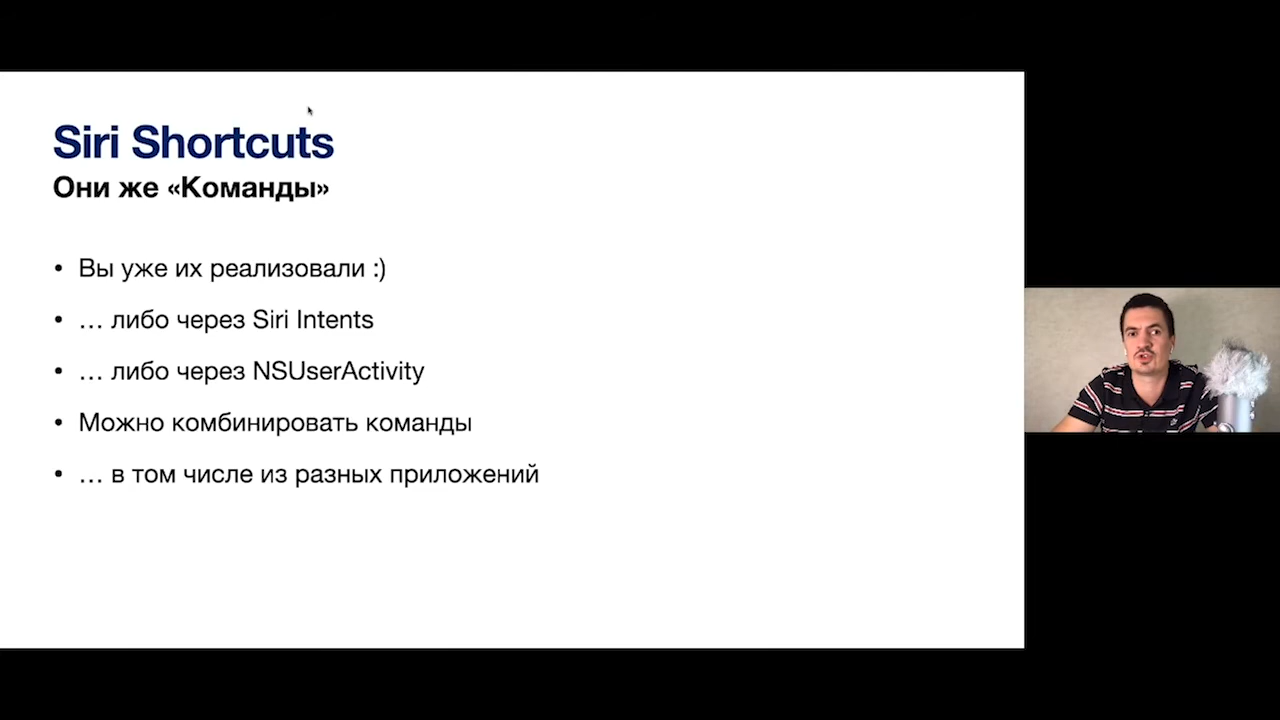 Siri Shortcuts
Они же «Команды»
• Вы уже их реализовали :)
• … либо через Siri Intents
• … либо через NSUserActivity
• Можно комбинировать команды
• … в том числе из разных приложений